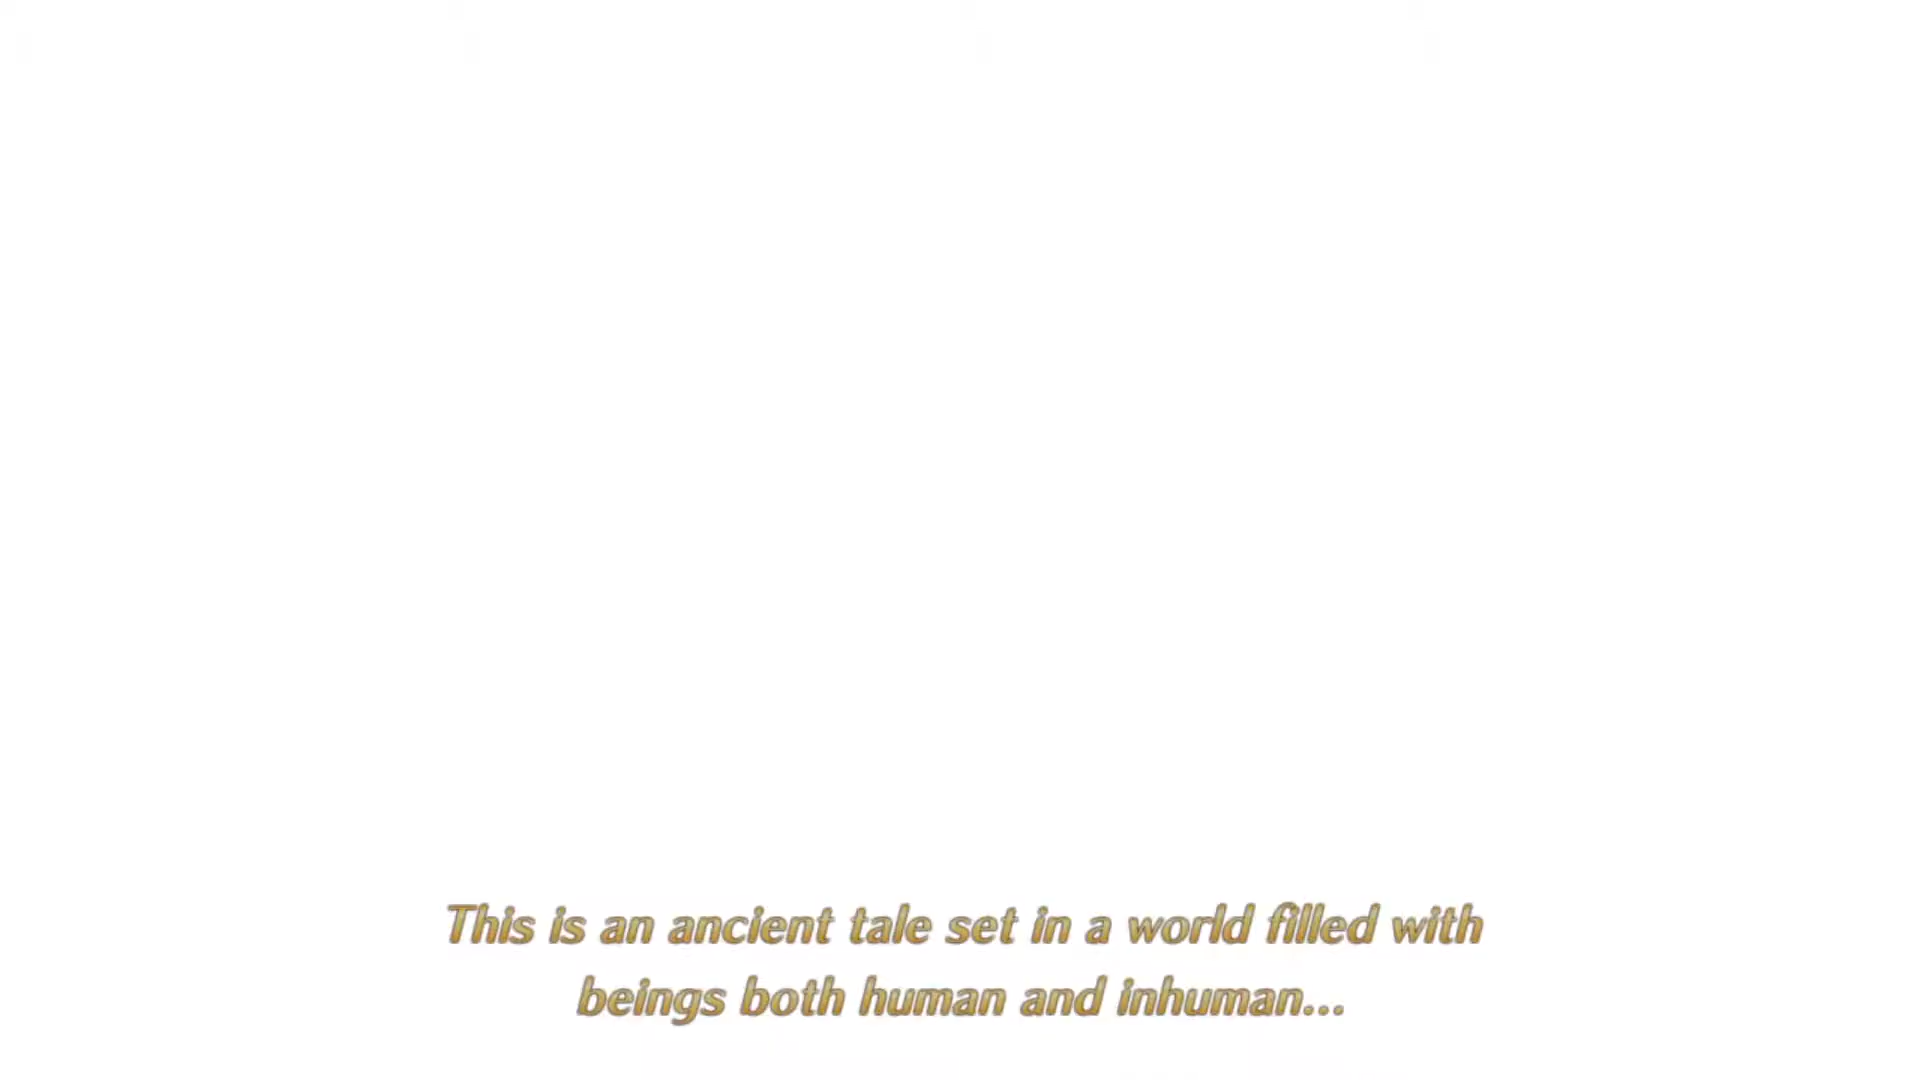 This is an ancient tale set in a world filled with
beings both human and inhuman...